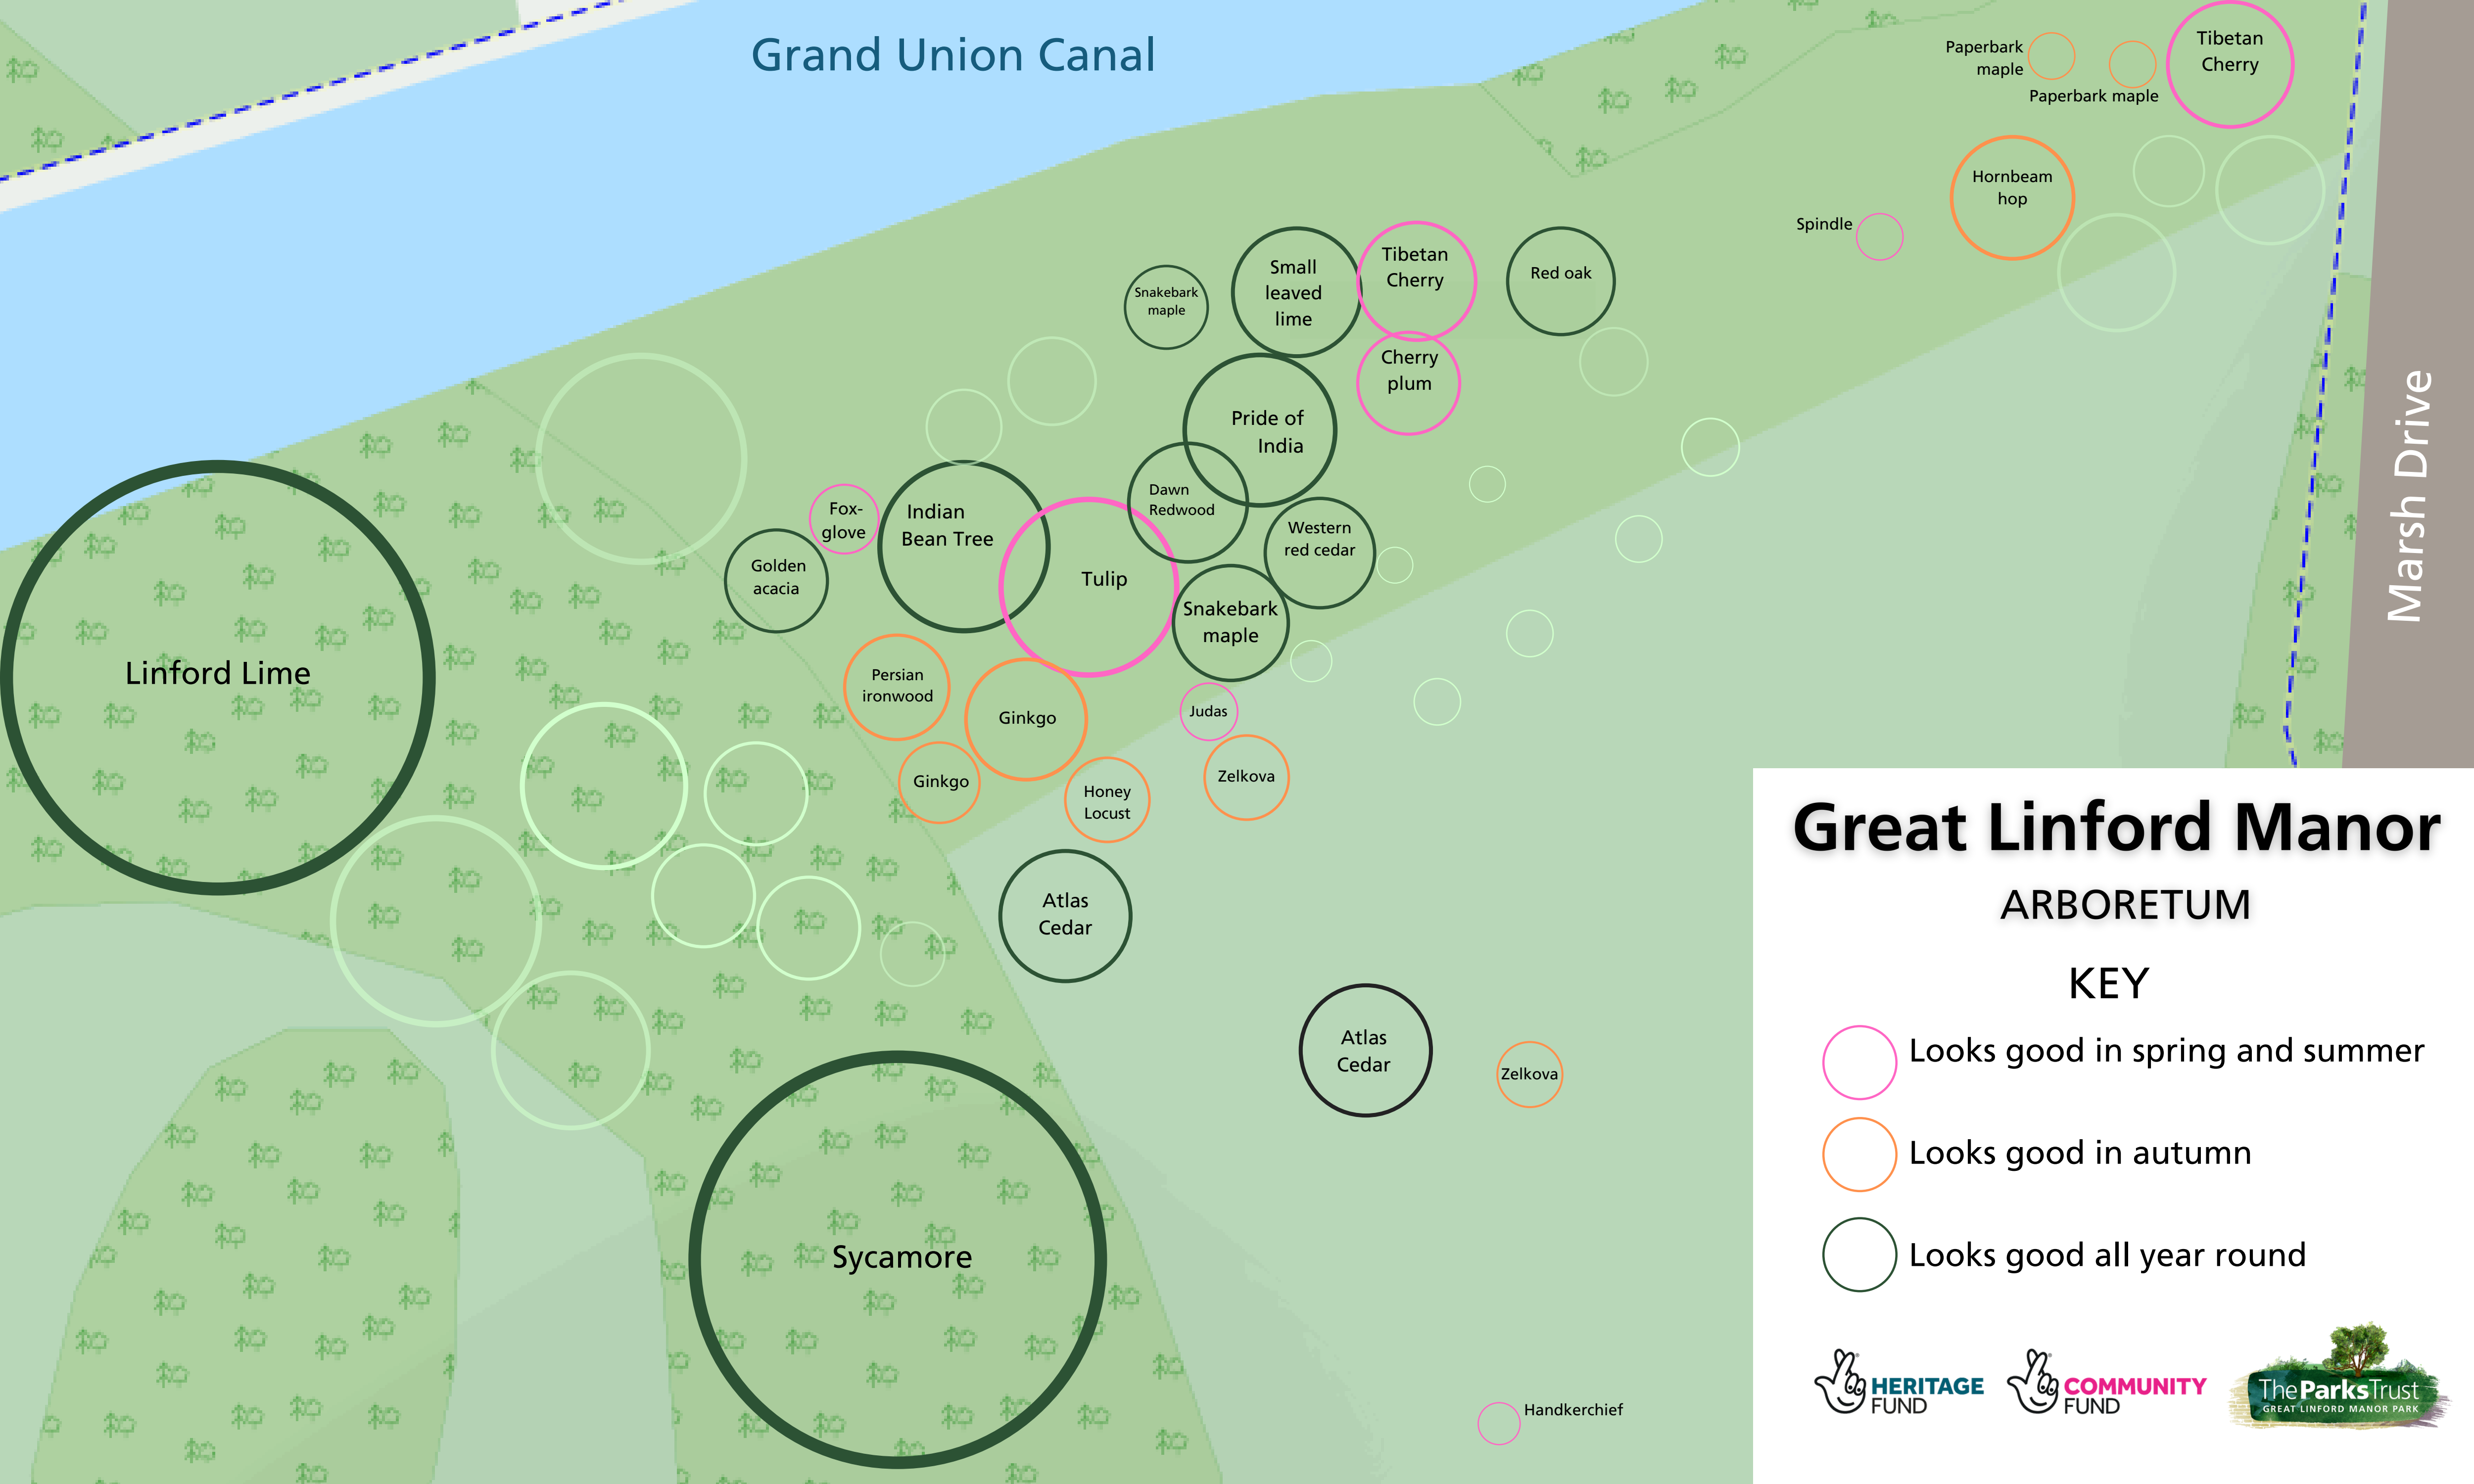 Grand Union Canal
Paperbark
maple
Paperbark maple
Tibetan
Cherry
Hornbeam
hop
Spindle
Snakebark
maple
Small
leaved
lime
Tibetan
Cherry
Red oak
Cherry
plum
Pride of
India
Dawn
Redwood
Western
red cedar
Fox-
glove
Indian
Bean Tree
Golden
acacia
Tulip
Snakebark
maple
Linford Lime
Persian
ironwood
Ginkgo
Judas
Ginkgo
Honey
Locust
Zelkova
Atlas
Cedar
Atlas
Cedar
Zelkova
Sycamore
Handkerchief
Marsh Drive
Great Linford Manor
ARBORETUM
KEY
Looks good in spring and summer
Looks good in autumn
Looks good all year round
HERITAGE
FUND
COMMUNITY
FUND
TheParksTrust
GREAT LINFORD MANOR PARK